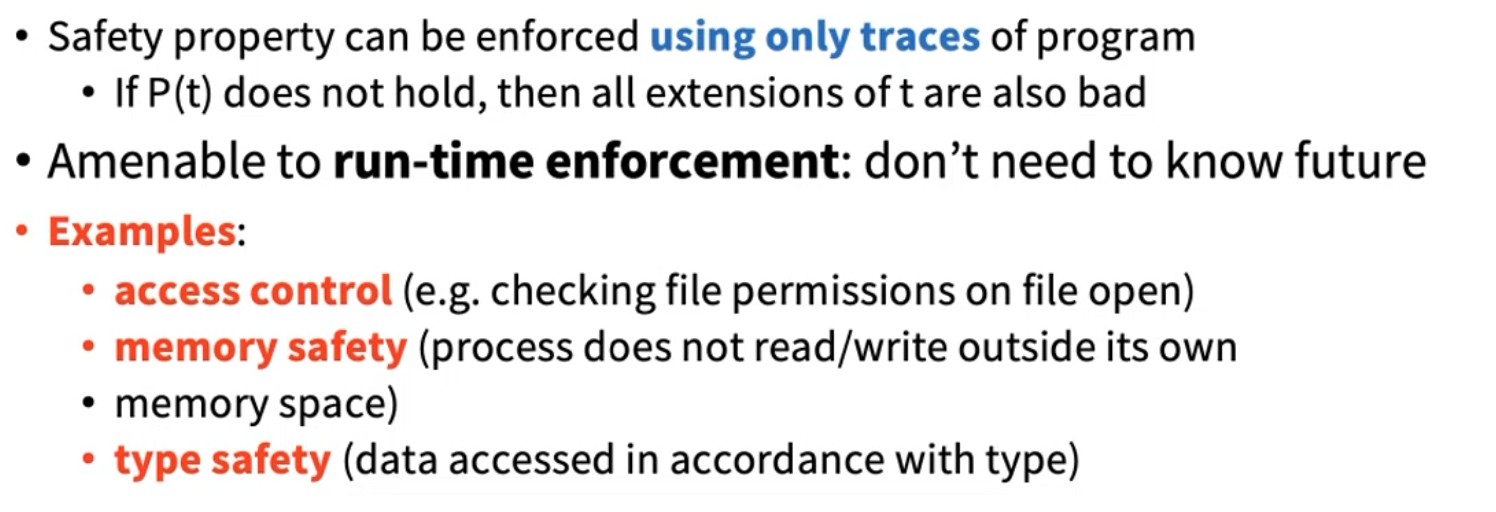 • Safety property can be enforced using only traces of program
• If P(t) does not hold, then all extensions of t are also bad
• Amenable to run-time enforcement: don't need to know future
• Examples:
• access control (e.g. checking file permissions on file open)
• memory safety (process does not read/write outside its own
• memory space)
• type safety (data accessed in accordance with type)